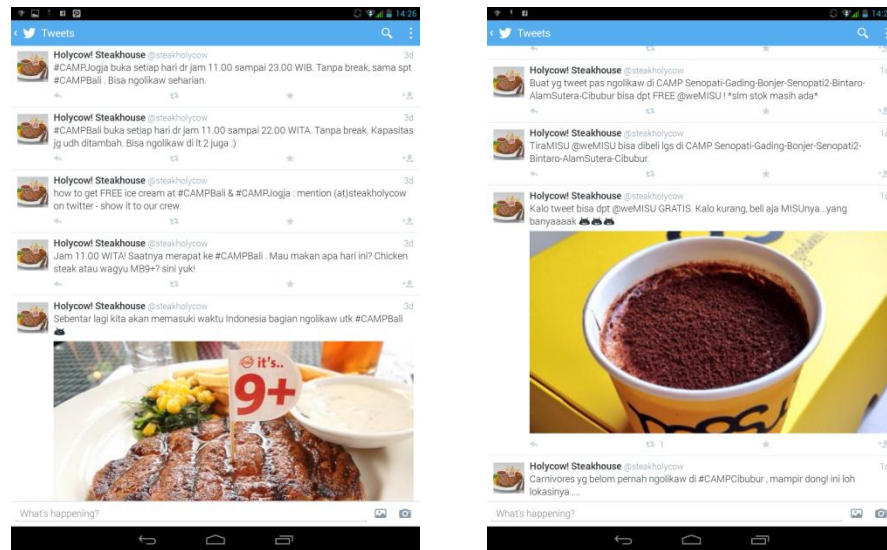 14:26
Tweets
Holycow! Steakhouse @steakholycow 3d
#CAMPJogja buka setiap hari dr jam 11.00 sampai 23.00 WIB. Tanpa break, sama spt
#CAMPBali . Bisa ngolikaw seharian.
Holycow! Steakhouse @steakholycow 3d
#CAMPBali buka setiap hari dr jam 11.00 sampai 22.00 WITA. Tanpa break. Kapasitas
jg udh ditambah. Bisa ngolikaw di lt.2 juga :)
Holycow! Steakhouse @steakholycow 3d
how to get FREE ice cream at #CAMPBali & #CAMPJogja : mention (at)steakholycow
on twitter - show it to our crew.
Holycow! Steakhouse @steakholycow 3d
Jam 11.00 WITA! Saatnya merapat ke #CAMPBali . Mau makan apa hari ini? Chicken
steak atau wagyu MB9+? sini yuk!
Holycow! Steakhouse @steakholycow 3d
Sebentar lagi kita akan memasuki waktu Indonesia bagian ngolikaw utk #CAMPBali
it's..
9+
What's happening?
Tweets
Holycow! Steakhouse @steakholycow
Buat yg tweet pas ngolikaw di CAMP Senopati-Gading-Bonjer-Senopati2-Bintaro-
AlamSutera-Cibubur bisa dpt FREE @weMISU ! *slm stok masih ada*
Holycow! Steakhouse @steakholycow
TiraMISU @weMISU bisa dibeli lgs di CAMP Senopati-Gading-Bonjer-Senopati2-
Bintaro-AlamSutera-Cibubur.
Holycow! Steakhouse @steakholycow
Kalo tweet bisa dpt @weMISU GRATIS. Kalo kurang, beli aja MISUnya...yang
banyaaaak
1
Holycow! Steakhouse @steakholycow
Carnivores yg belom pernah ngolikaw di #CAMPCibubur , mampir dong! ini loh
lokasinya.....
What's happening?